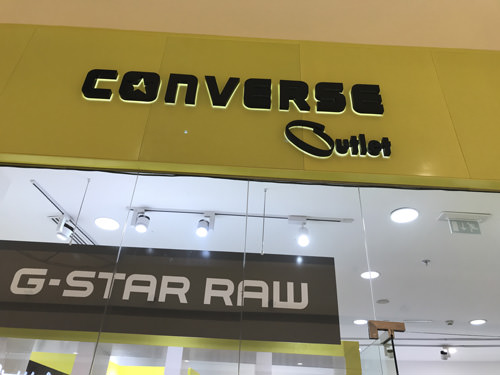 CONVERSE
Outlet
G-STAR RAW